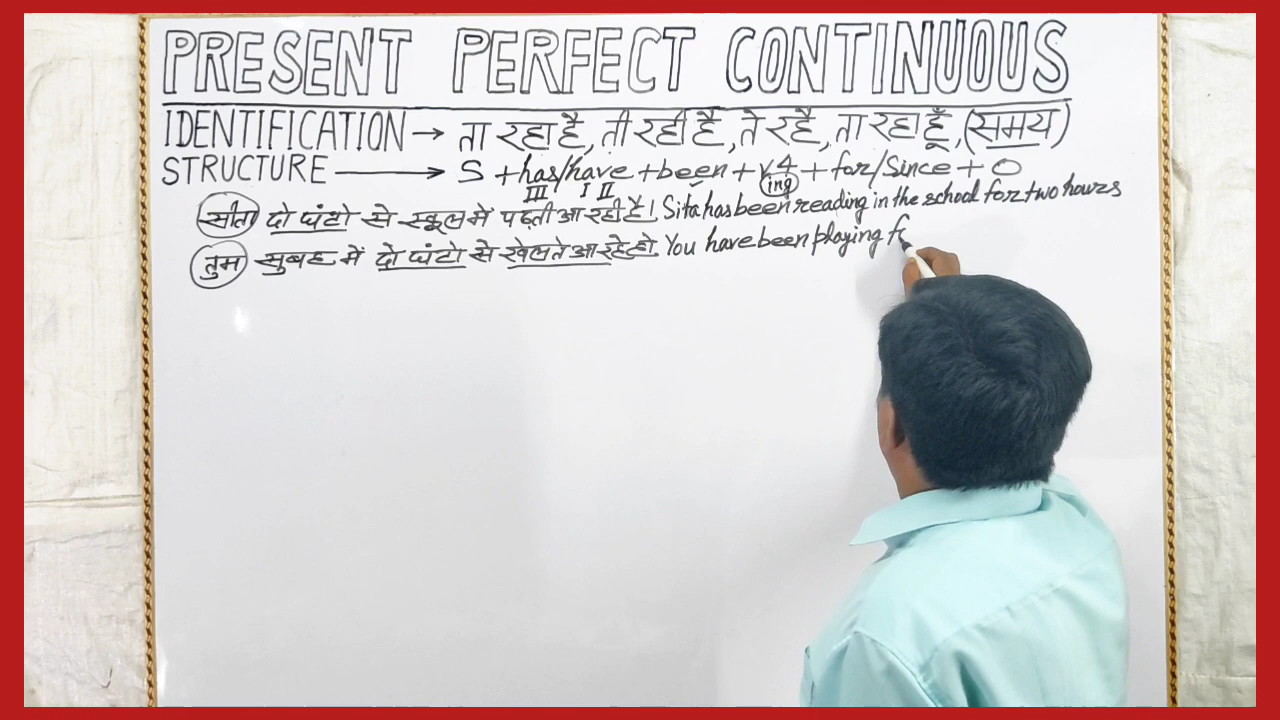 PRESENT PERFECT CONTINUOUS
IDENTIFICATION → ता रहा है, ती रही है, ते रहै, ता रहा हूँ, (समय)
STRUCTURE → S + has/have + been + V4 + for/Since + O
III I II ing
सीता दो घंटो से स्कूल में पढ़ती आ रही है। Sita has been reading in the school for two hours
तुम सुबह में दो घंटो से खेलते आ रहे हो. You have been playing f